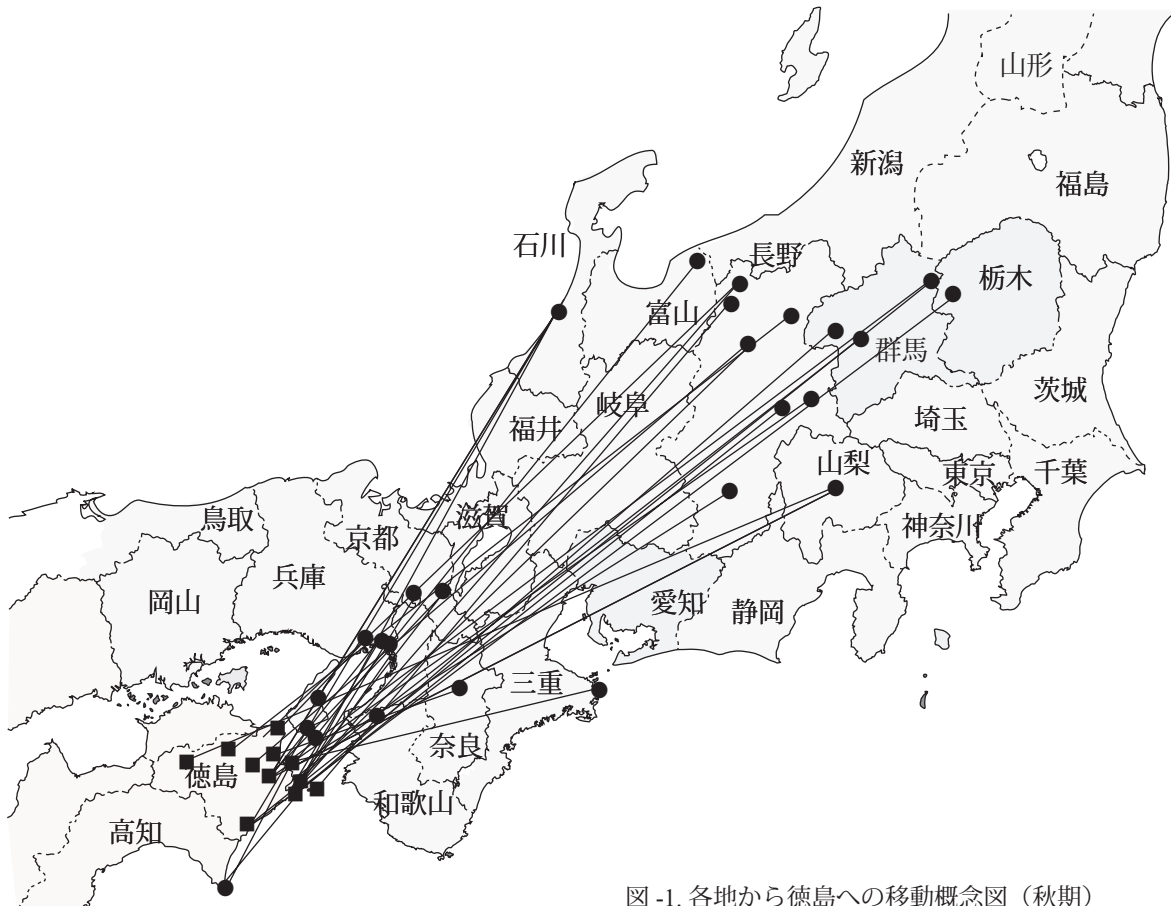 山形
新潟
福島
石川
長野
栃木
富山
群馬
岐阜
茨城
福井
埼玉
山梨
東京
千葉
滋賀
鳥取
京都
神奈川
兵庫
岡山
愛知
静岡
三重
奈良
徳島
和歌山
高知
図 -1. 各地から徳島への移動概念図（秋期）